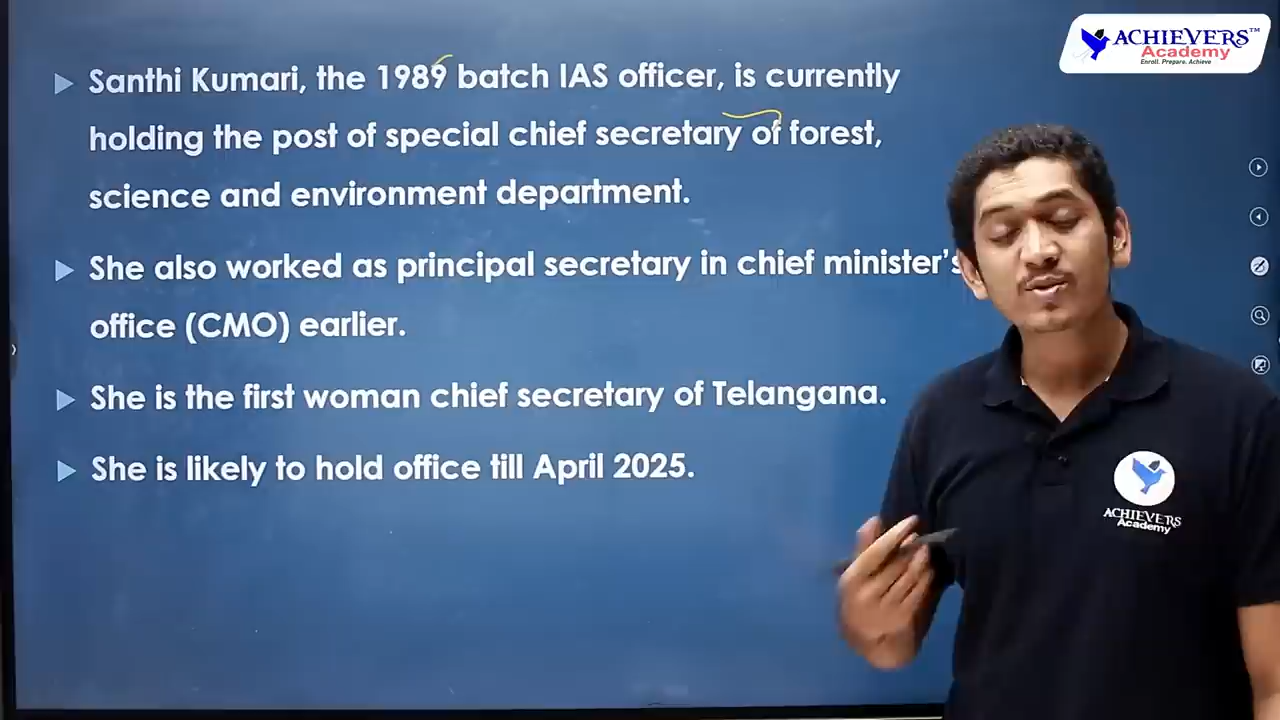 ACHIEVERS™
Academy
Enroll. Prepare. Achieve
Santhi Kumari, the 1989 batch IAS officer, is currently
holding the post of special chief secretary of forest,
science and environment department.
She also worked as principal secretary in chief minister's
office (CMO) earlier.
She is the first woman chief secretary of Telangana.
She is likely to hold office till April 2025.
ACHIEVERS
Academy